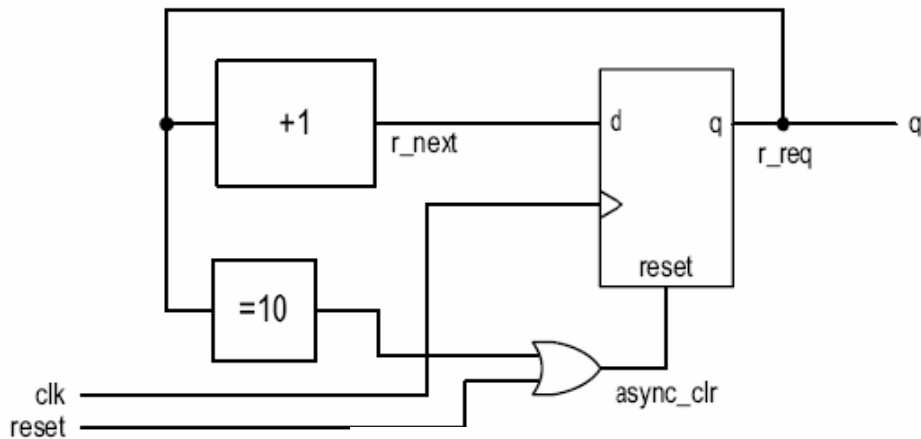 +1
r_next
d
q
r_req
q
reset
=10
async_clr
clk
reset